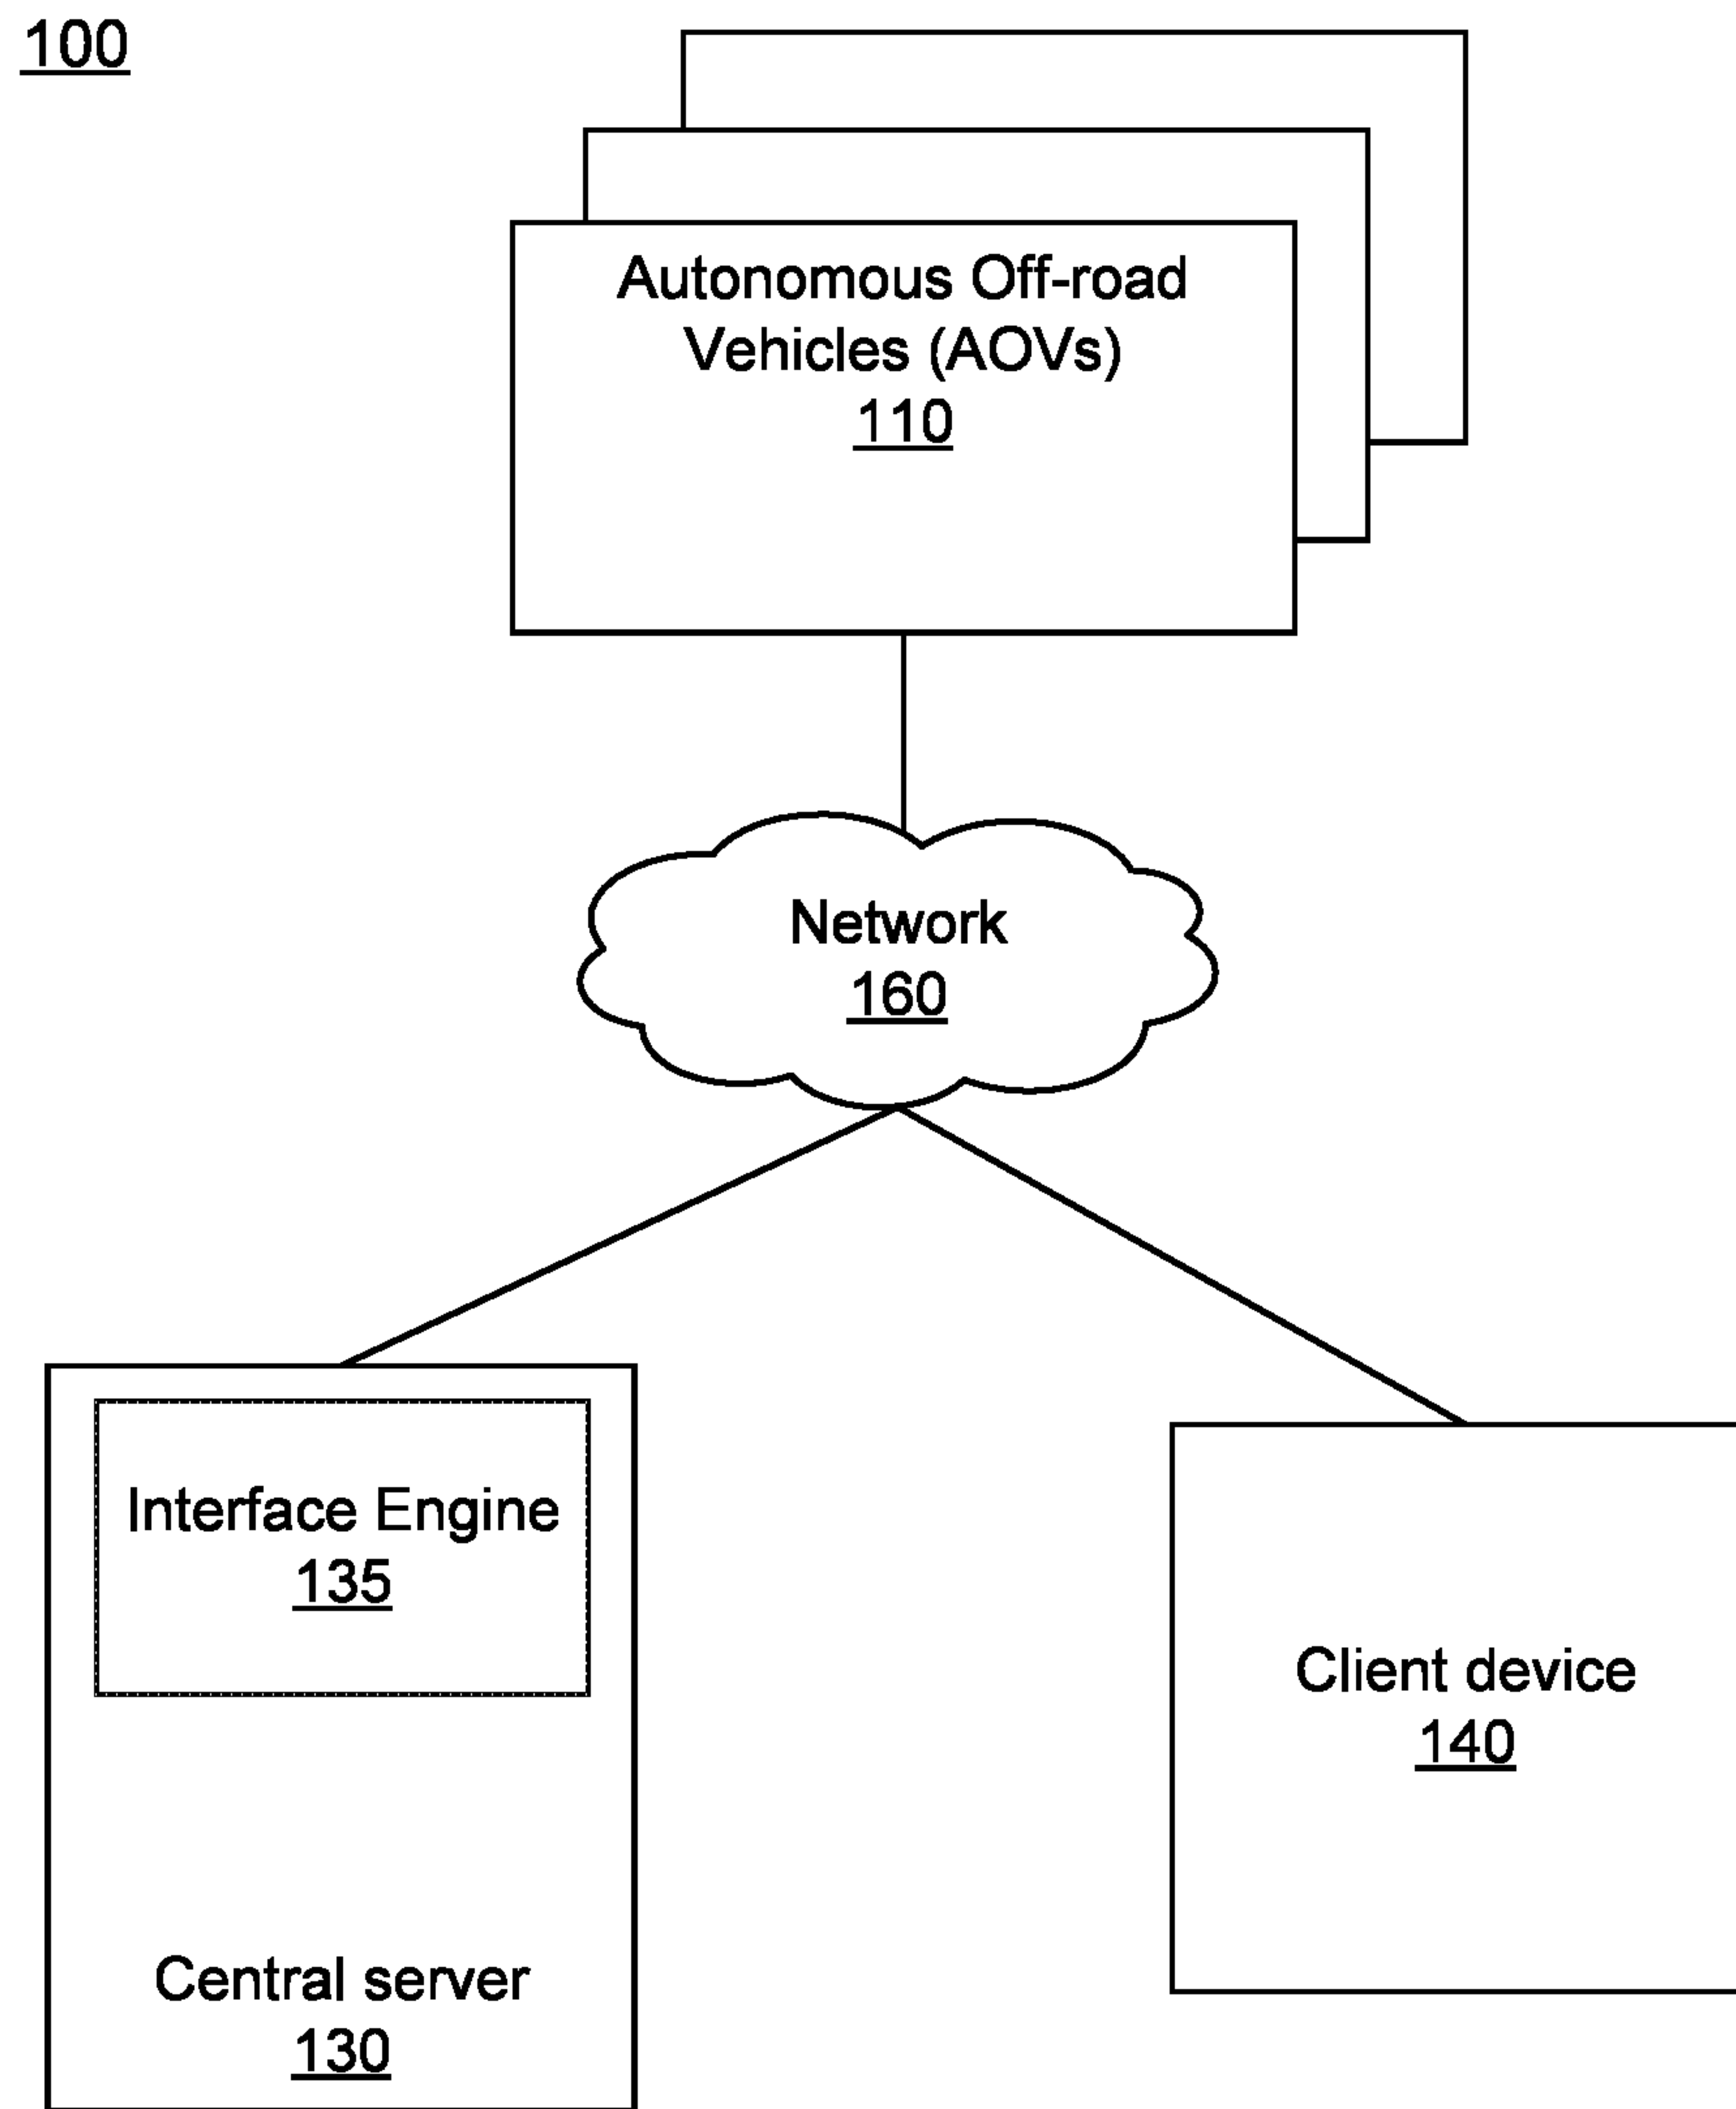 100
Autonomous Off-road
Vehicles (AOVs)
110
Network
160
Interface Engine
135
Client device
140
Central server
130